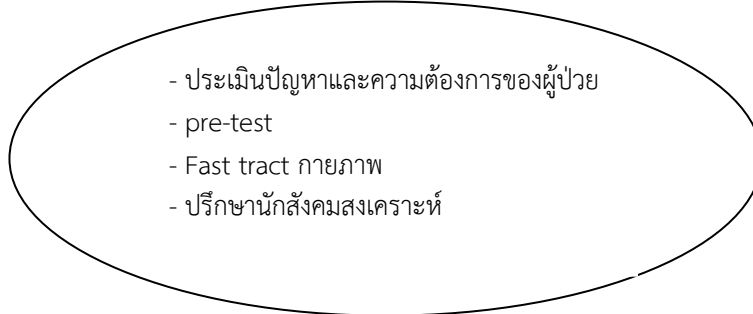 - ประเมินปัญหาและความต้องการของผู้ป่วย
- pre-test
- Fast tract กายภาพ
- ปรึกษานักสังคมสงเคราะห์